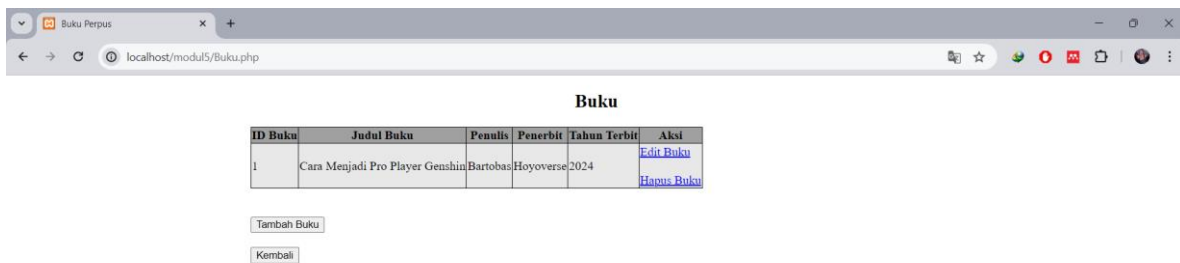 Buku Perpus
localhost/modul5/Buku.php
Buku
ID Buku Judul Buku Penulis Penerbit Tahun Terbit Aksi
1 Cara Menjadi Pro Player Genshin Bartobas Hoyoverse 2024 Edit Buku
Hapus Buku
Tambah Buku
Kembali